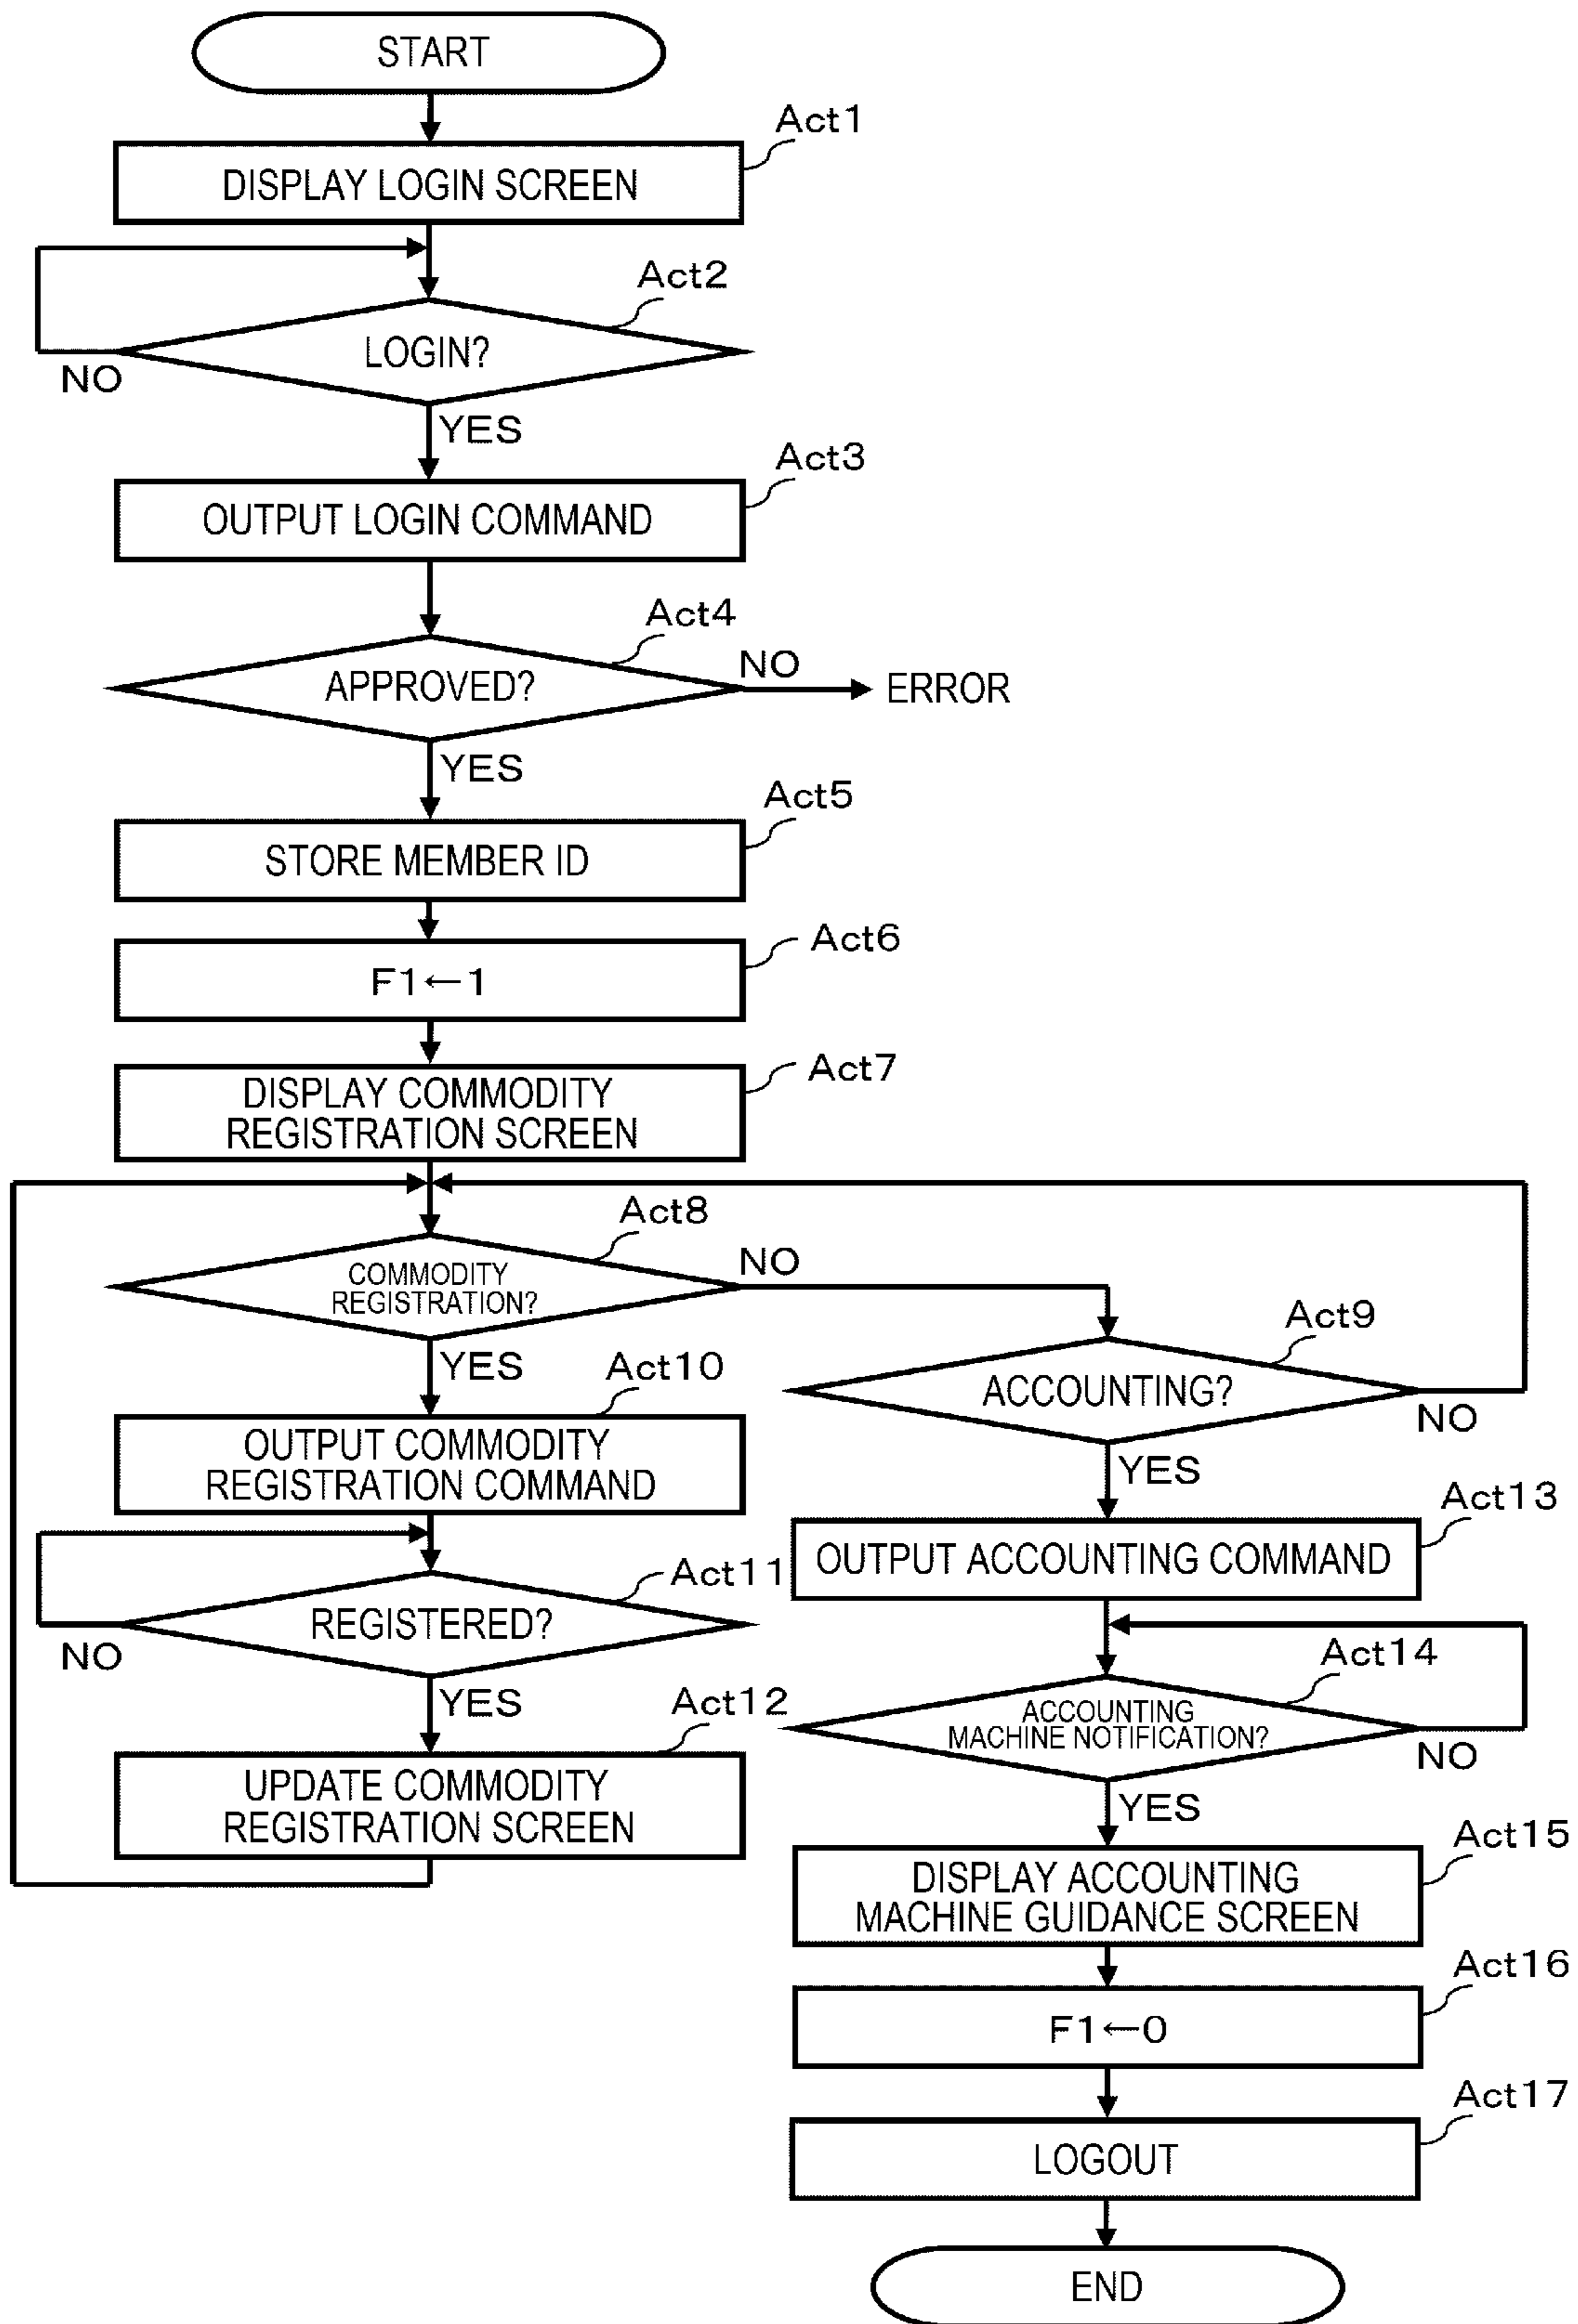 START
Act1
DISPLAY LOGIN SCREEN
Act2
LOGIN?
NO
YES
Act3
OUTPUT LOGIN COMMAND
Act4
APPROVED?
NO
ERROR
YES
Act5
STORE MEMBER ID
Act6
F1←1
Act7
DISPLAY COMMODITY
REGISTRATION SCREEN
Act8
COMMODITY
REGISTRATION?
NO
YES
Act9
ACCOUNTING?
NO
YES
Act10
OUTPUT COMMODITY
REGISTRATION COMMAND
Act11
REGISTERED?
NO
YES
Act12
UPDATE COMMODITY
REGISTRATION SCREEN
Act13
OUTPUT ACCOUNTING COMMAND
Act14
ACCOUNTING
MACHINE NOTIFICATION?
NO
YES
Act15
DISPLAY ACCOUNTING
MACHINE GUIDANCE SCREEN
Act16
F1←0
Act17
LOGOUT
END